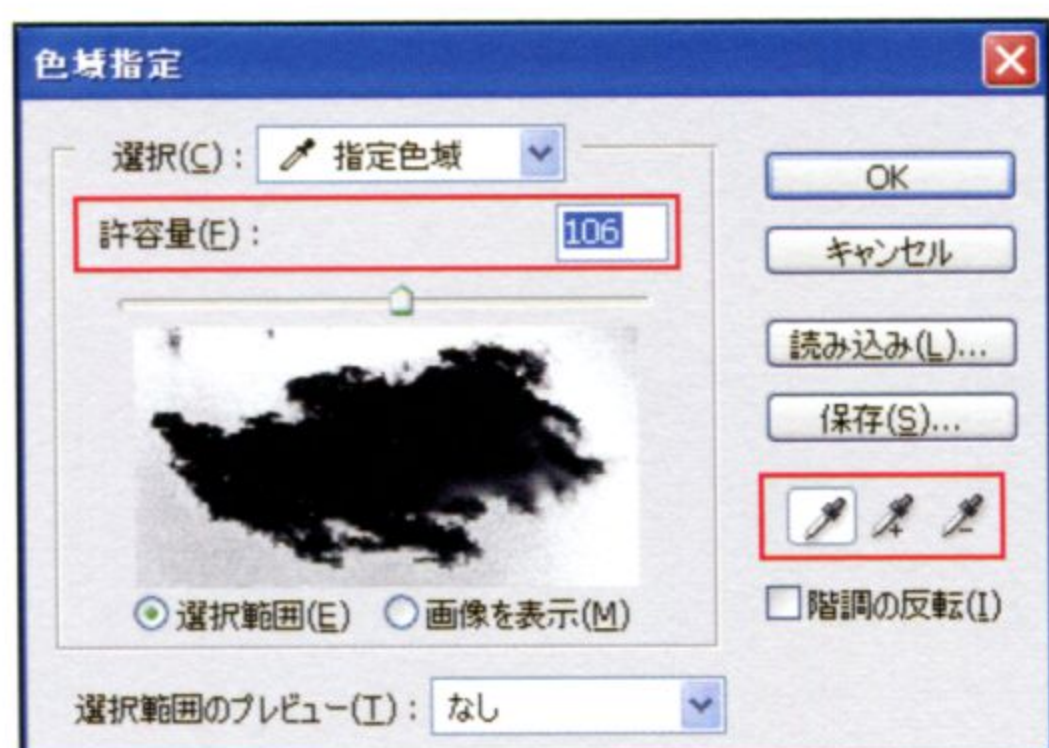 色域指定
選択(C) : 指定色域
許容量(F) : 106
選択範囲(E) 画像を表示(M)
選択範囲のプレビュー(T) : なし
OK
キャンセル
読み込み(L)...
保存(S)...
階調の反転(I)